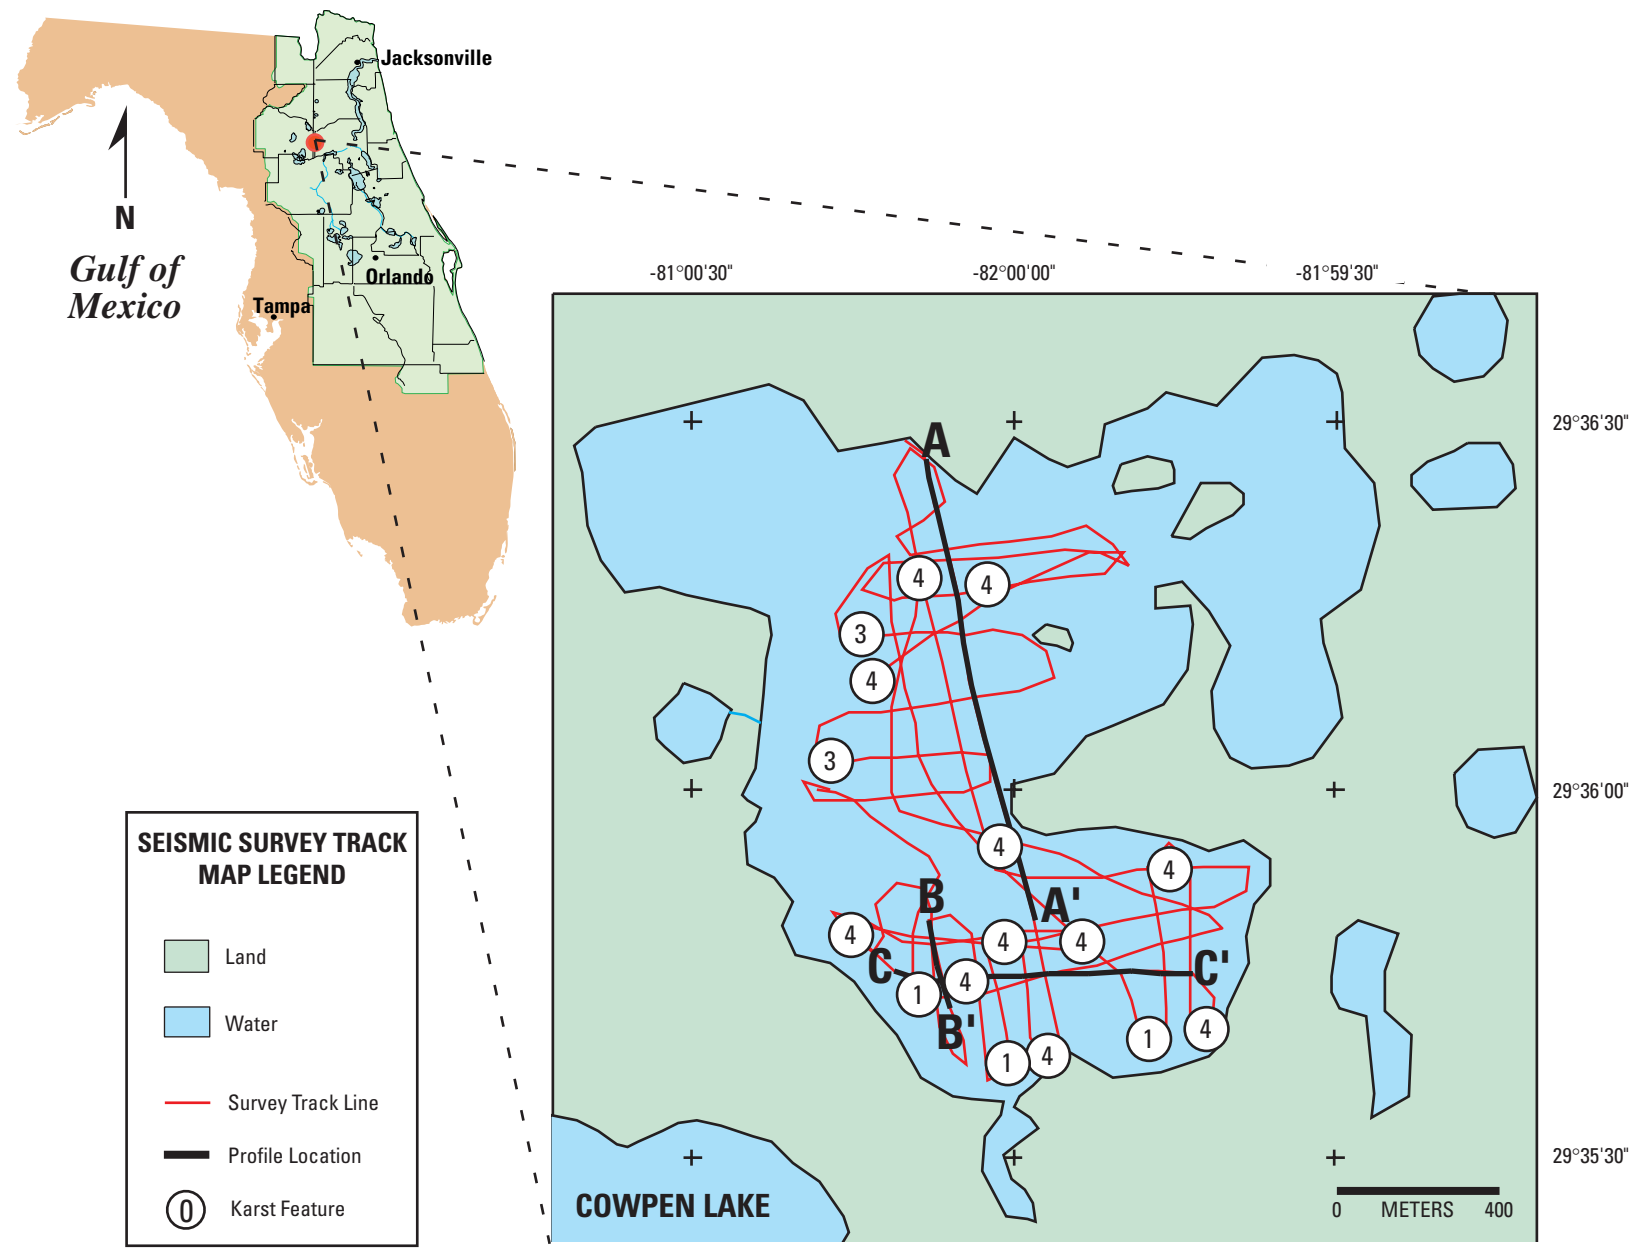 Jacksonville
N
Gulf of
Mexico
Orlando
Tampa
-81°00'30"
-82°00'00"
-81°59'30"
29°36'30"
29°36'00"
29°35'30"
A
4
4
3
4
3
4
4
B
A'
4
4
4
C
C'
4
1
B'
1
4
1
4
COWPEN LAKE
0 METERS 400
SEISMIC SURVEY TRACK
MAP LEGEND
Land
Water
Survey Track Line
Profile Location
0 Karst Feature